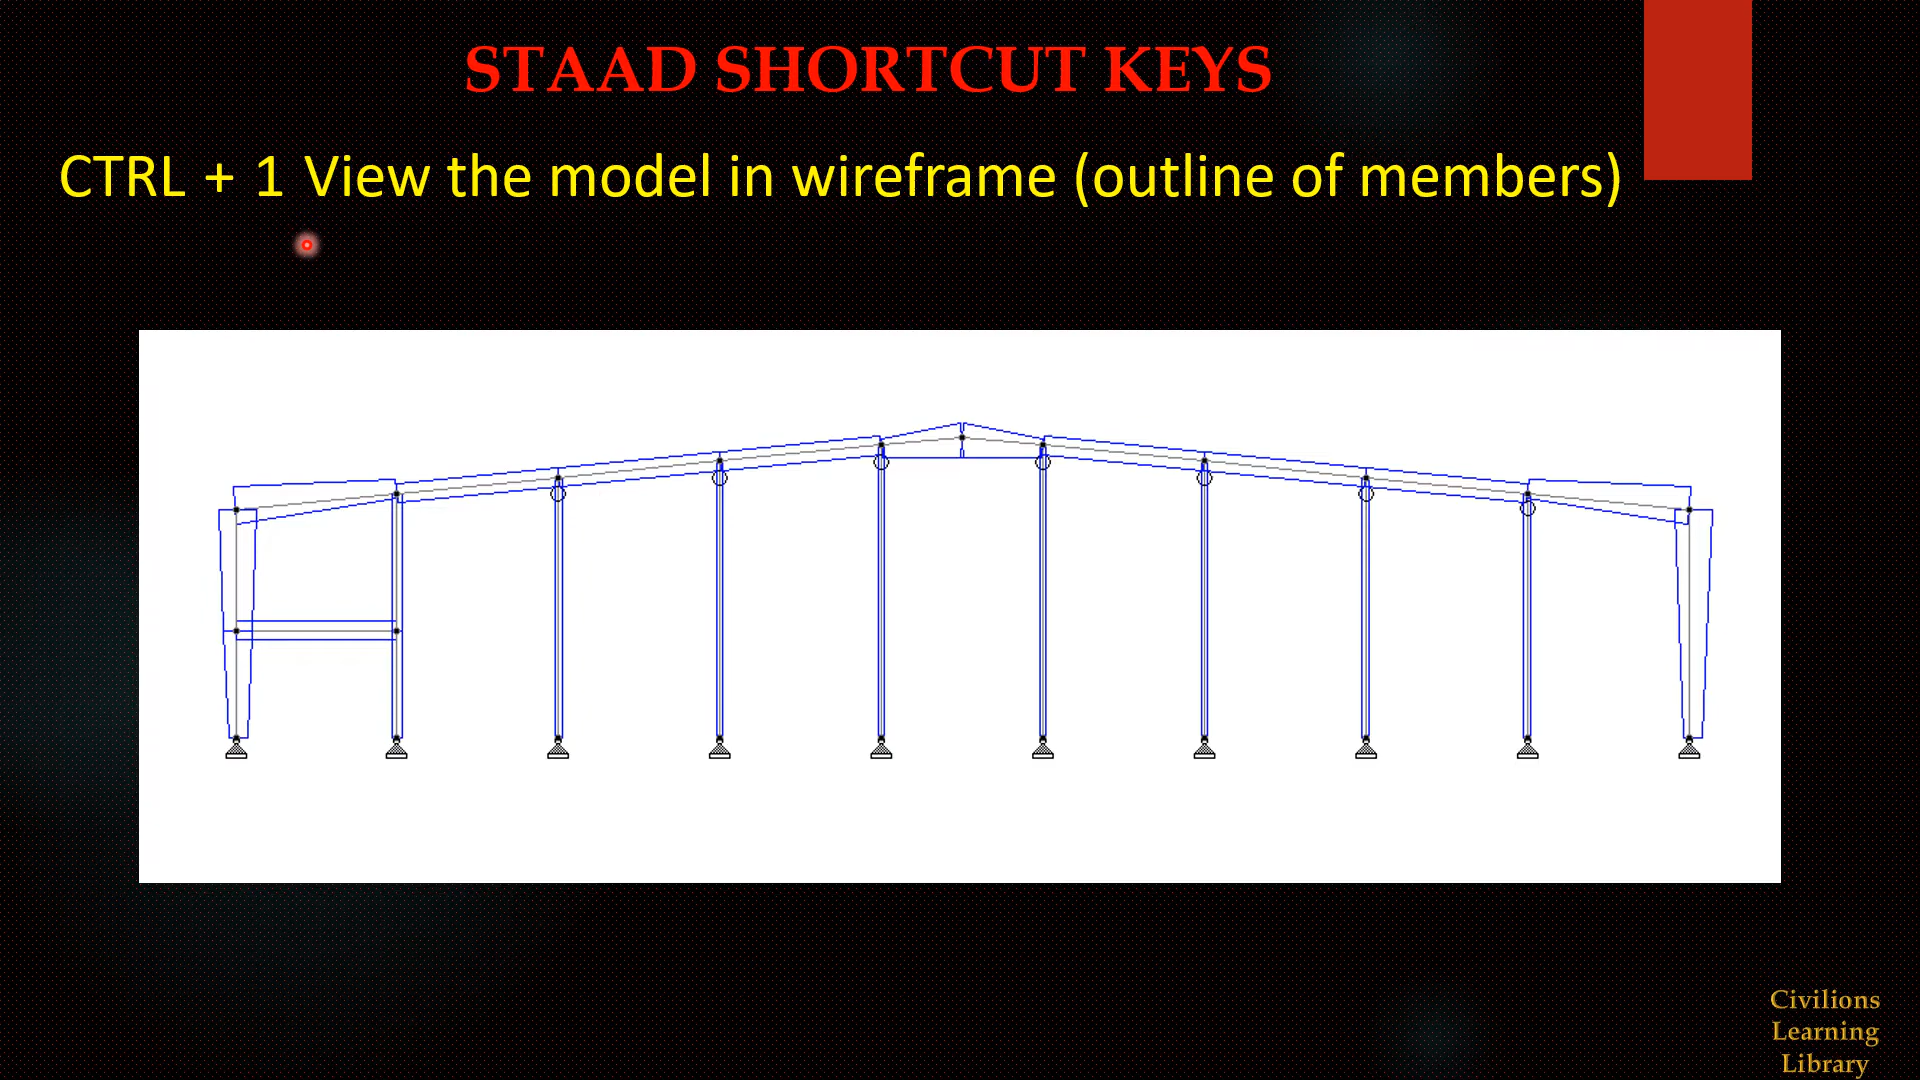 STAAD SHORTCUT KEYS
CTRL + 1 View the model in wireframe (outline of members)
Civilions
Learning
Library